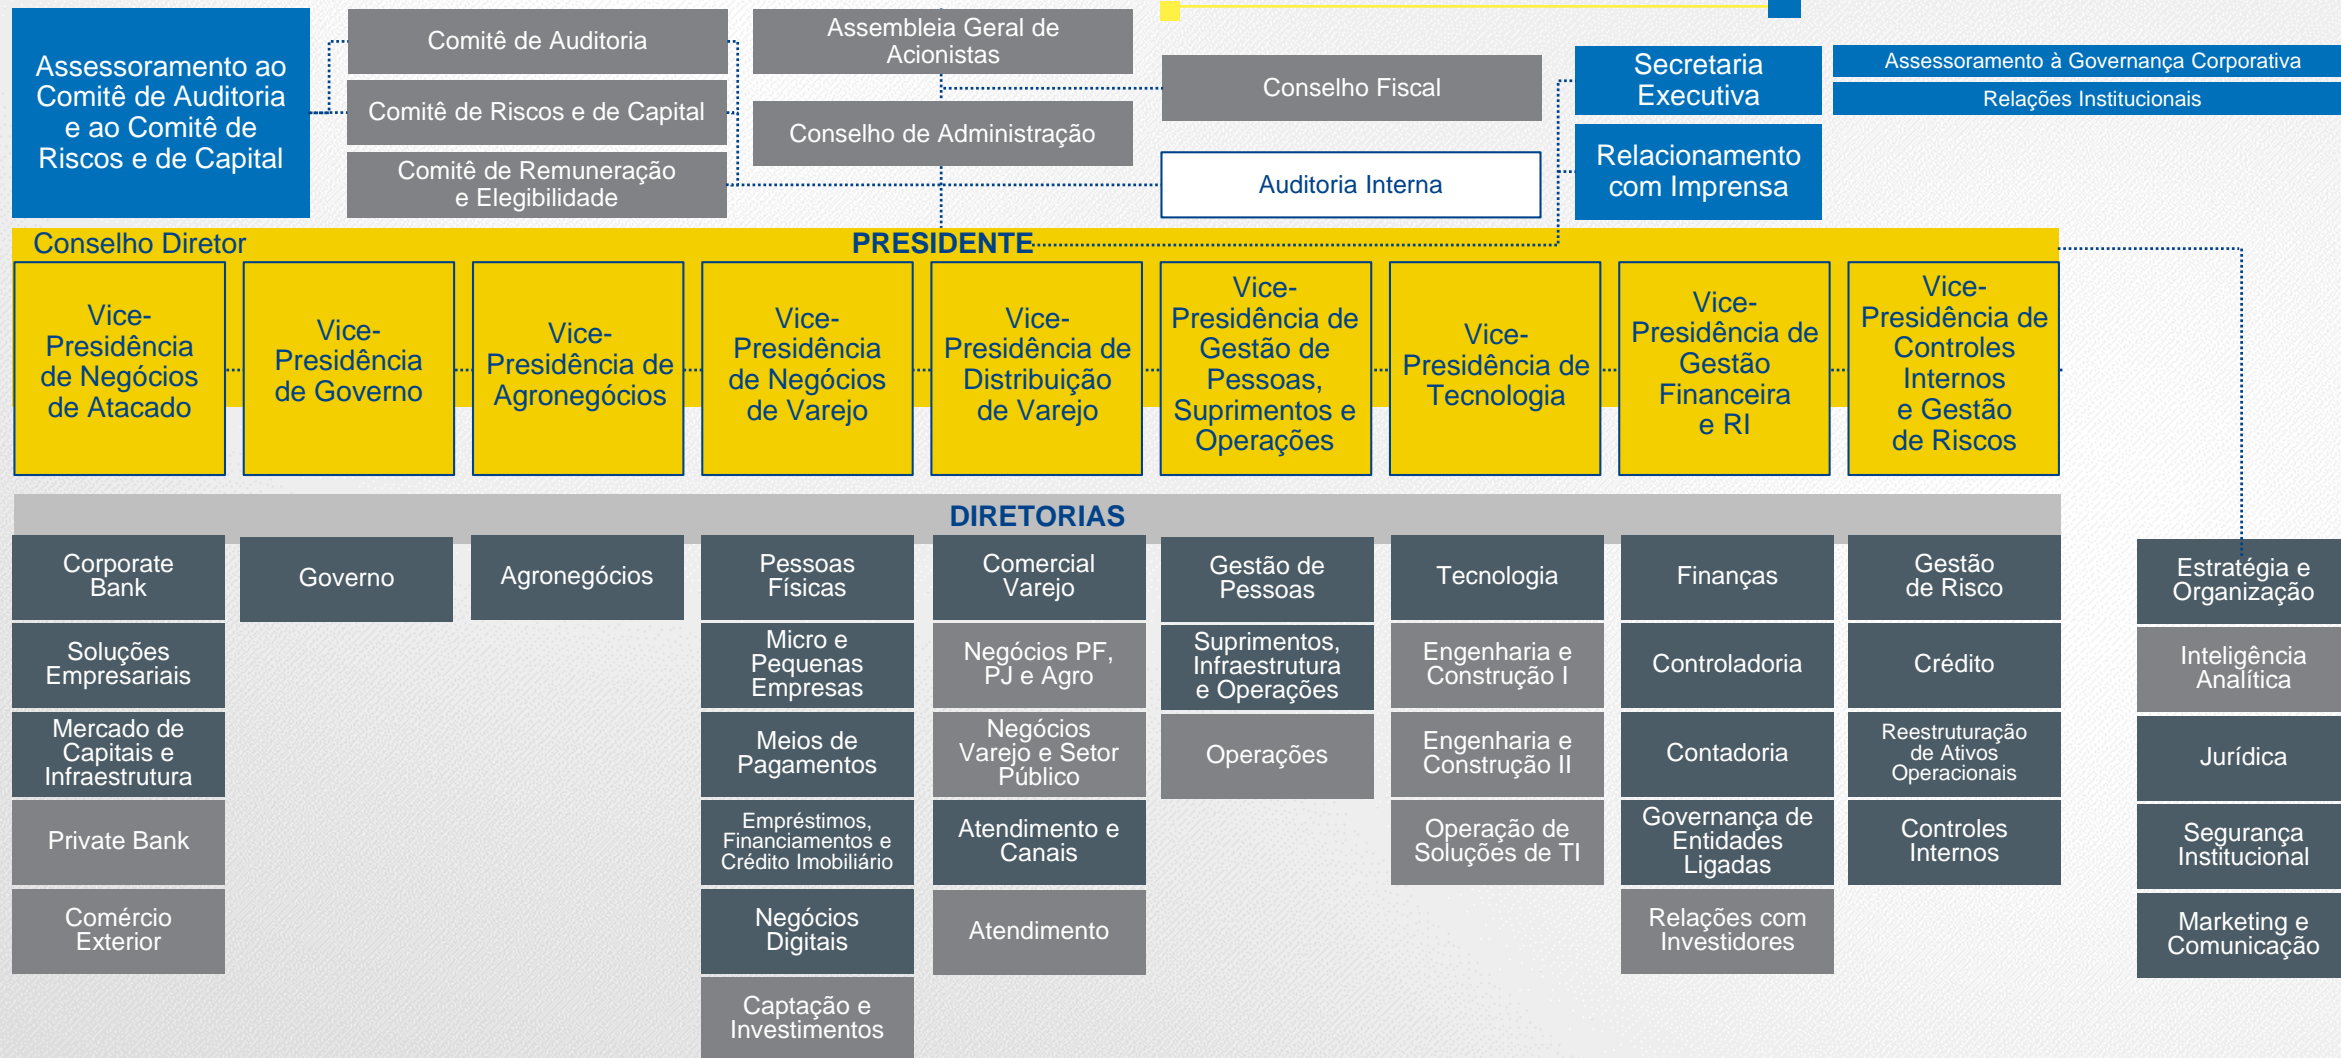 Assessoramento ao
Comitê de Auditoria
e ao Comitê de
Riscos e de Capital
Comitê de Auditoria
Comitê de Riscos e de Capital
Comitê de Remuneração
e Elegibilidade
Assembleia Geral de
Acionistas
Conselho de Administração
Conselho Fiscal
Auditoria Interna
Secretaria
Executiva
Relacionamento
com Imprensa
Assessoramento à Governança Corporativa
Relações Institucionais
Conselho Diretor
PRESIDENTE
Vice-
Presidência
de Negócios
de Atacado
Vice-
Presidência
de Governo
Vice-
Presidência de
Agronegócios
Vice-
Presidência
de Negócios
de Varejo
Vice-
Presidência de
Distribuição
de Varejo
Vice-
Presidência de
Gestão de
Pessoas,
Suprimentos e
Operações
Vice-
Presidência de
Tecnologia
Vice-
Presidência de
Gestão
Financeira
e RI
Vice-
Presidência de
Controles
Internos
e Gestão
de Riscos
DIRETORIAS
Corporate
Bank
Soluções
Empresariais
Mercado de
Capitais e
Infraestrutura
Private Bank
Comércio
Exterior
Governo
Agronegócios
Pessoas
Físicas
Micro e
Pequenas
Empresas
Meios de
Pagamentos
Empréstimos,
Financiamentos e
Crédito Imobiliário
Negócios
Digitais
Captação e
Investimentos
Comercial
Varejo
Negócios PF,
PJ e Agro
Negócios
Varejo e Setor
Público
Atendimento e
Canais
Atendimento
Gestão de
Pessoas
Suprimentos,
Infraestrutura
e Operações
Operações
Tecnologia
Engenharia e
Construção I
Engenharia e
Construção II
Operação de
Soluções de TI
Finanças
Controladoria
Contadoria
Governança de
Entidades
Ligadas
Relações com
Investidores
Gestão
de Risco
Crédito
Reestruturação
de Ativos
Operacionais
Controles
Internos
Estratégia e
Organização
Inteligência
Analítica
Jurídica
Segurança
Institucional
Marketing e
Comunicação